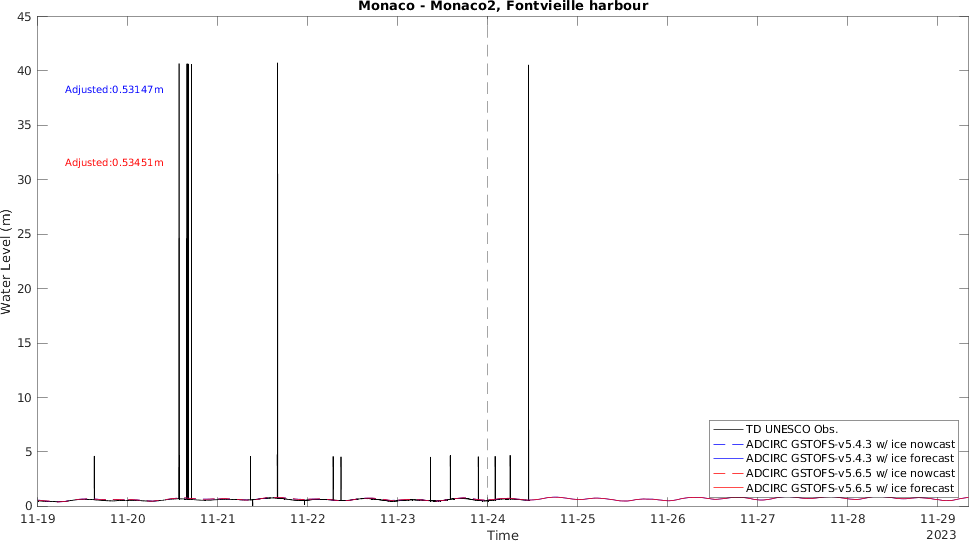 Monaco - Monaco2, Fontvieille harbour
45
40
35
30
25
20
15
10
5
0
Water Level (m)
Adjusted:0.53147m
Adjusted:0.53451m
TD UNESCO Obs.
ADCIRC GSTOFS-v5.4.3 w/ ice nowcast
ADCIRC GSTOFS-v5.4.3 w/ ice forecast
ADCIRC GSTOFS-v5.6.5 w/ ice nowcast
ADCIRC GSTOFS-v5.6.5 w/ ice forecast
11-19 11-20 11-21 11-22 11-23 11-24 11-25 11-26 11-27 11-28 11-29
Time
2023